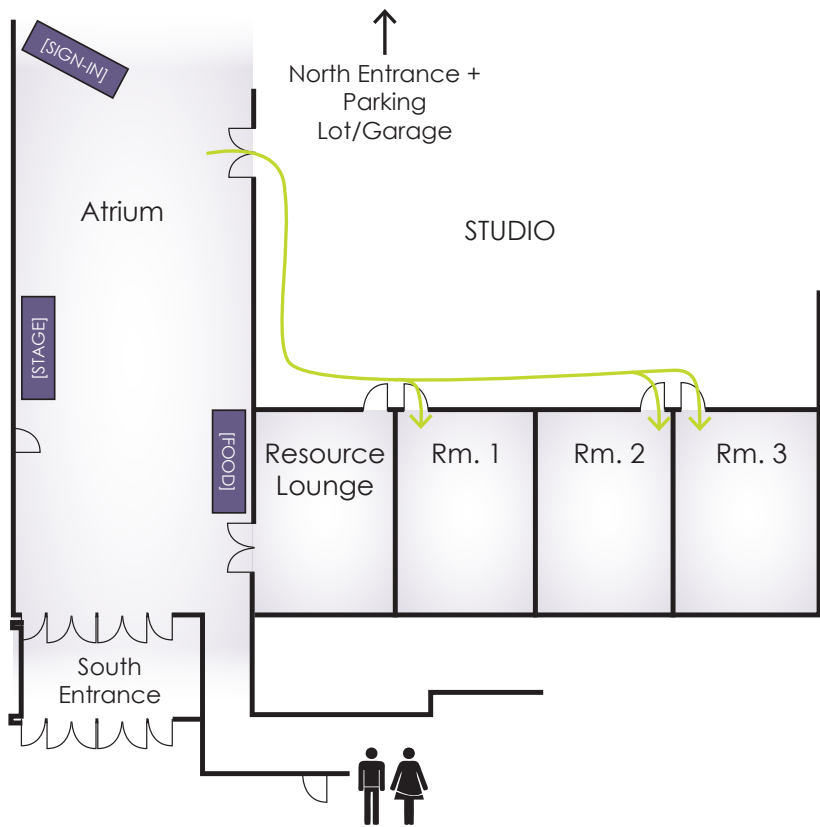 [SIGN-IN]
North Entrance +
Parking
Lot/Garage
Atrium
STUDIO
[STAGE]
[FOOD]
Resource
Lounge
Rm. 1
Rm. 2
Rm. 3
South
Entrance